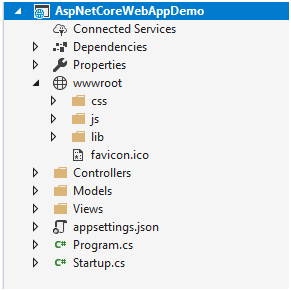 AspNetCoreWebAppDemo
Connected Services
Dependencies
Properties
wwwroot
css
js
lib
favicon.ico
Controllers
Models
Views
appsettings.json
C# Program.cs
C# Startup.cs